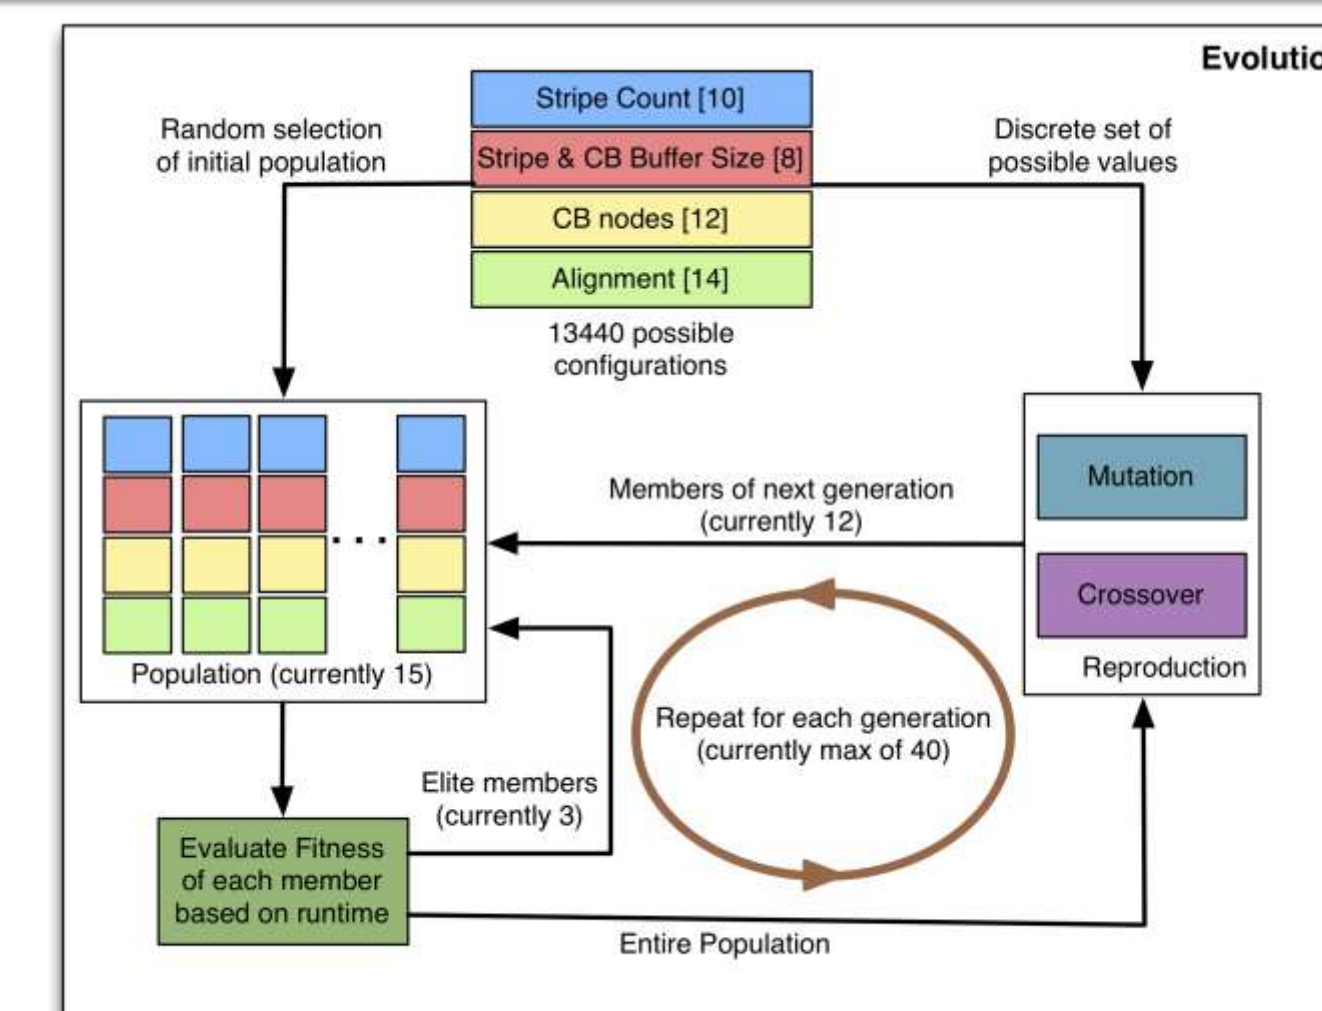 Evolutio
Stripe Count [10]
Random selection
of initial population
Stripe & CB Buffer Size [8]
Discrete set of
possible values
CB nodes [12]
Alignment [14]
13440 possible
configurations
Mutation
Members of next generation
(currently 12)
. . .
Crossover
Reproduction
Population (currently 15)
Repeat for each generation
(currently max of 40)
Elite members
(currently 3)
Evaluate Fitness
of each member
based on runtime
Entire Population